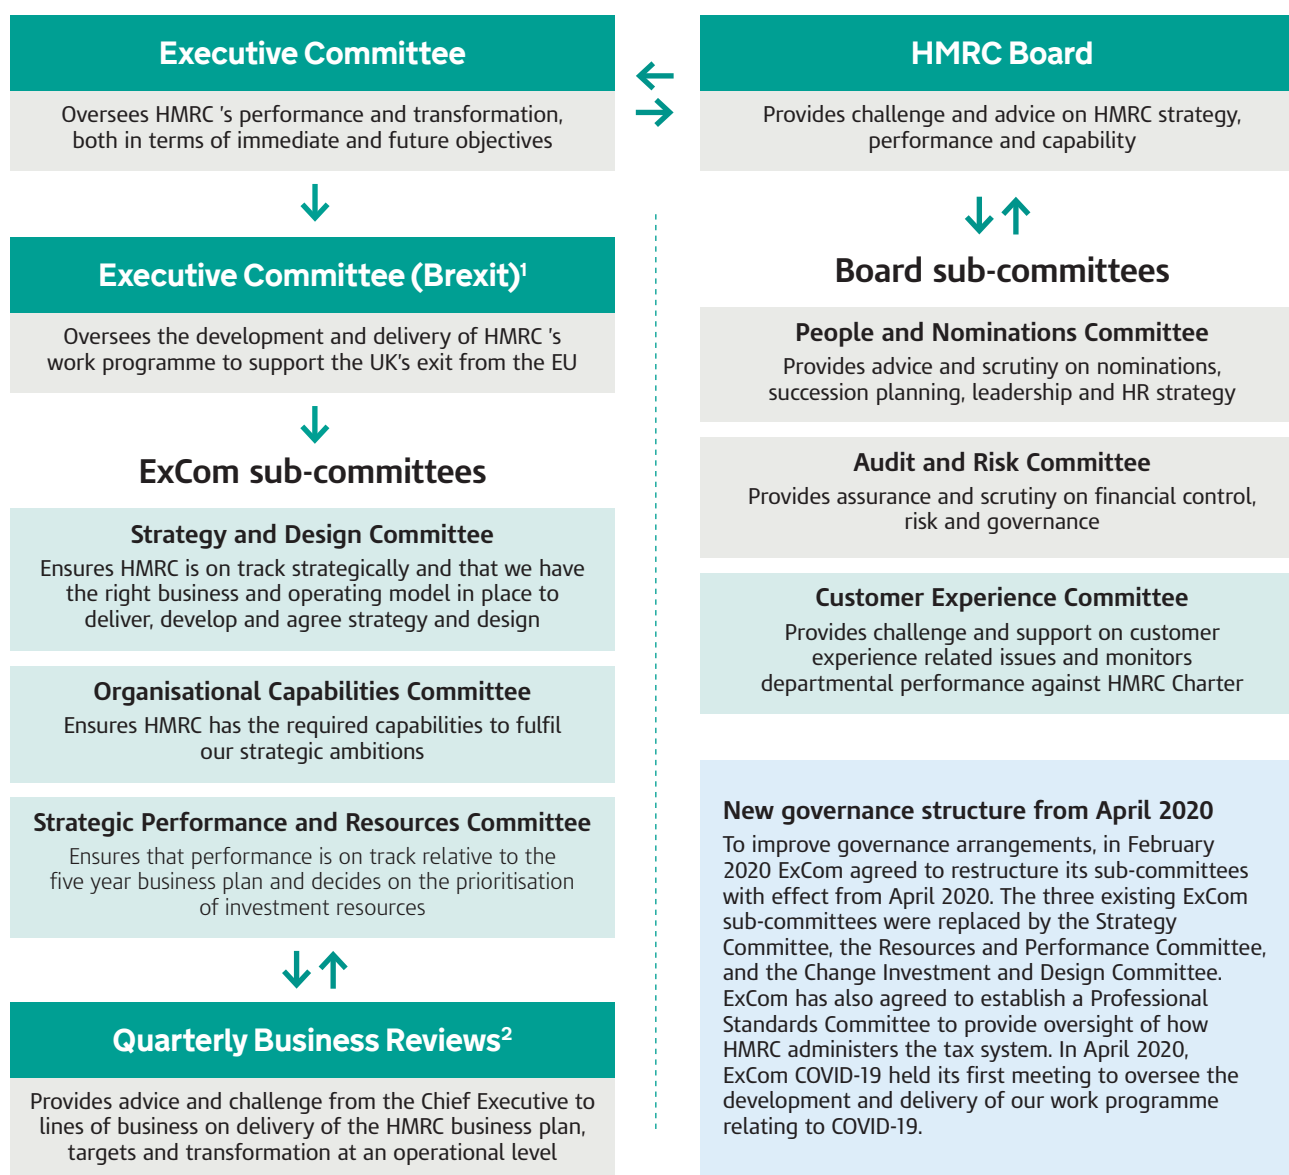 Executive Committee
Oversees HMRC 's performance and transformation,
both in terms of immediate and future objectives
Executive Committee (Brexit)¹
Oversees the development and delivery of HMRC 's
work programme to support the UK's exit from the EU
ExCom sub-committees
Strategy and Design Committee
Ensures HMRC is on track strategically and that we have
the right business and operating model in place to
deliver, develop and agree strategy and design
Organisational Capabilities Committee
Ensures HMRC has the required capabilities to fulfil
our strategic ambitions
Strategic Performance and Resources Committee
Ensures that performance is on track relative to the
five year business plan and decides on the prioritisation
of investment resources
Quarterly Business Reviews²
Provides advice and challenge from the Chief Executive to
lines of business on delivery of the HMRC business plan,
targets and transformation at an operational level
HMRC Board
Provides challenge and advice on HMRC strategy,
performance and capability
Board sub-committees
People and Nominations Committee
Provides advice and scrutiny on nominations,
succession planning, leadership and HR strategy
Audit and Risk Committee
Provides assurance and scrutiny on financial control,
risk and governance
Customer Experience Committee
Provides challenge and support on customer
experience related issues and monitors
departmental performance against HMRC Charter
New governance structure from April 2020
To improve governance arrangements, in February
2020 ExCom agreed to restructure its sub-committees
with effect from April 2020. The three existing ExCom
sub-committees were replaced by the Strategy
Committee, the Resources and Performance Committee,
and the Change Investment and Design Committee.
ExCom has also agreed to establish a Professional
Standards Committee to provide oversight of how
HMRC administers the tax system. In April 2020,
ExCom COVID-19 held its first meeting to oversee the
development and delivery of our work programme
relating to COVID-19.